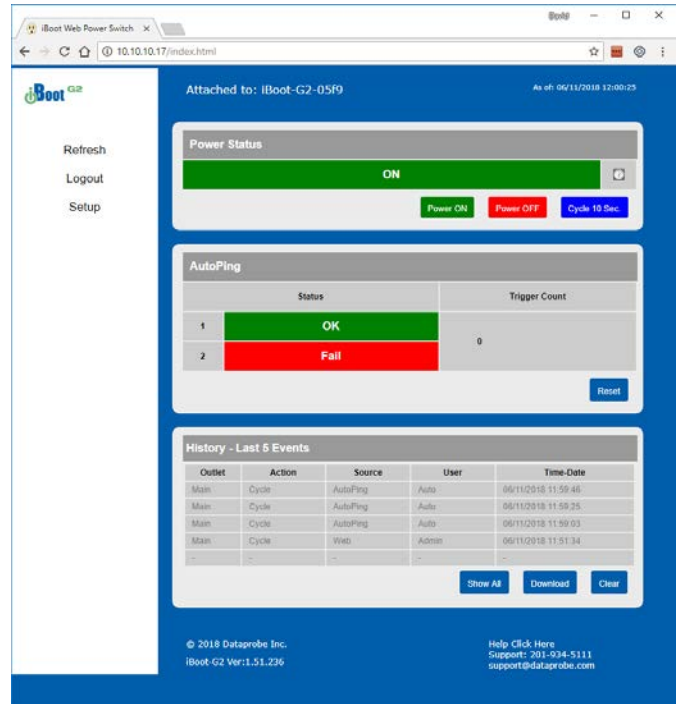 iBoot Web Power Switch
10.10.10.17/index.html
iBoot G2
Attached to: iBoot-G2-05f9
As of: 06/11/2018 12:00:25
Refresh
Logout
Setup
Power Status
ON
Power ON
Power OFF
Cycle 10 Sec.
AutoPing
Status
Trigger Count
1
OK
0
2
Fail
Reset
History - Last 5 Events
Outlet Action Source User Time-Date
Main Cycle AutoPing Auto 06/11/2018 11:59:46
Main Cycle AutoPing Auto 06/11/2018 11:59:25
Main Cycle AutoPing Auto 06/11/2018 11:59:03
Main Cycle Web Admin 06/11/2018 11:51:34
- - - - -
Show All
Download
Clear
© 2018 Dataprobe Inc.
iBoot-G2 Ver:1.51.236
Help Click Here
Support: 201-934-5111
support@dataprobe.com